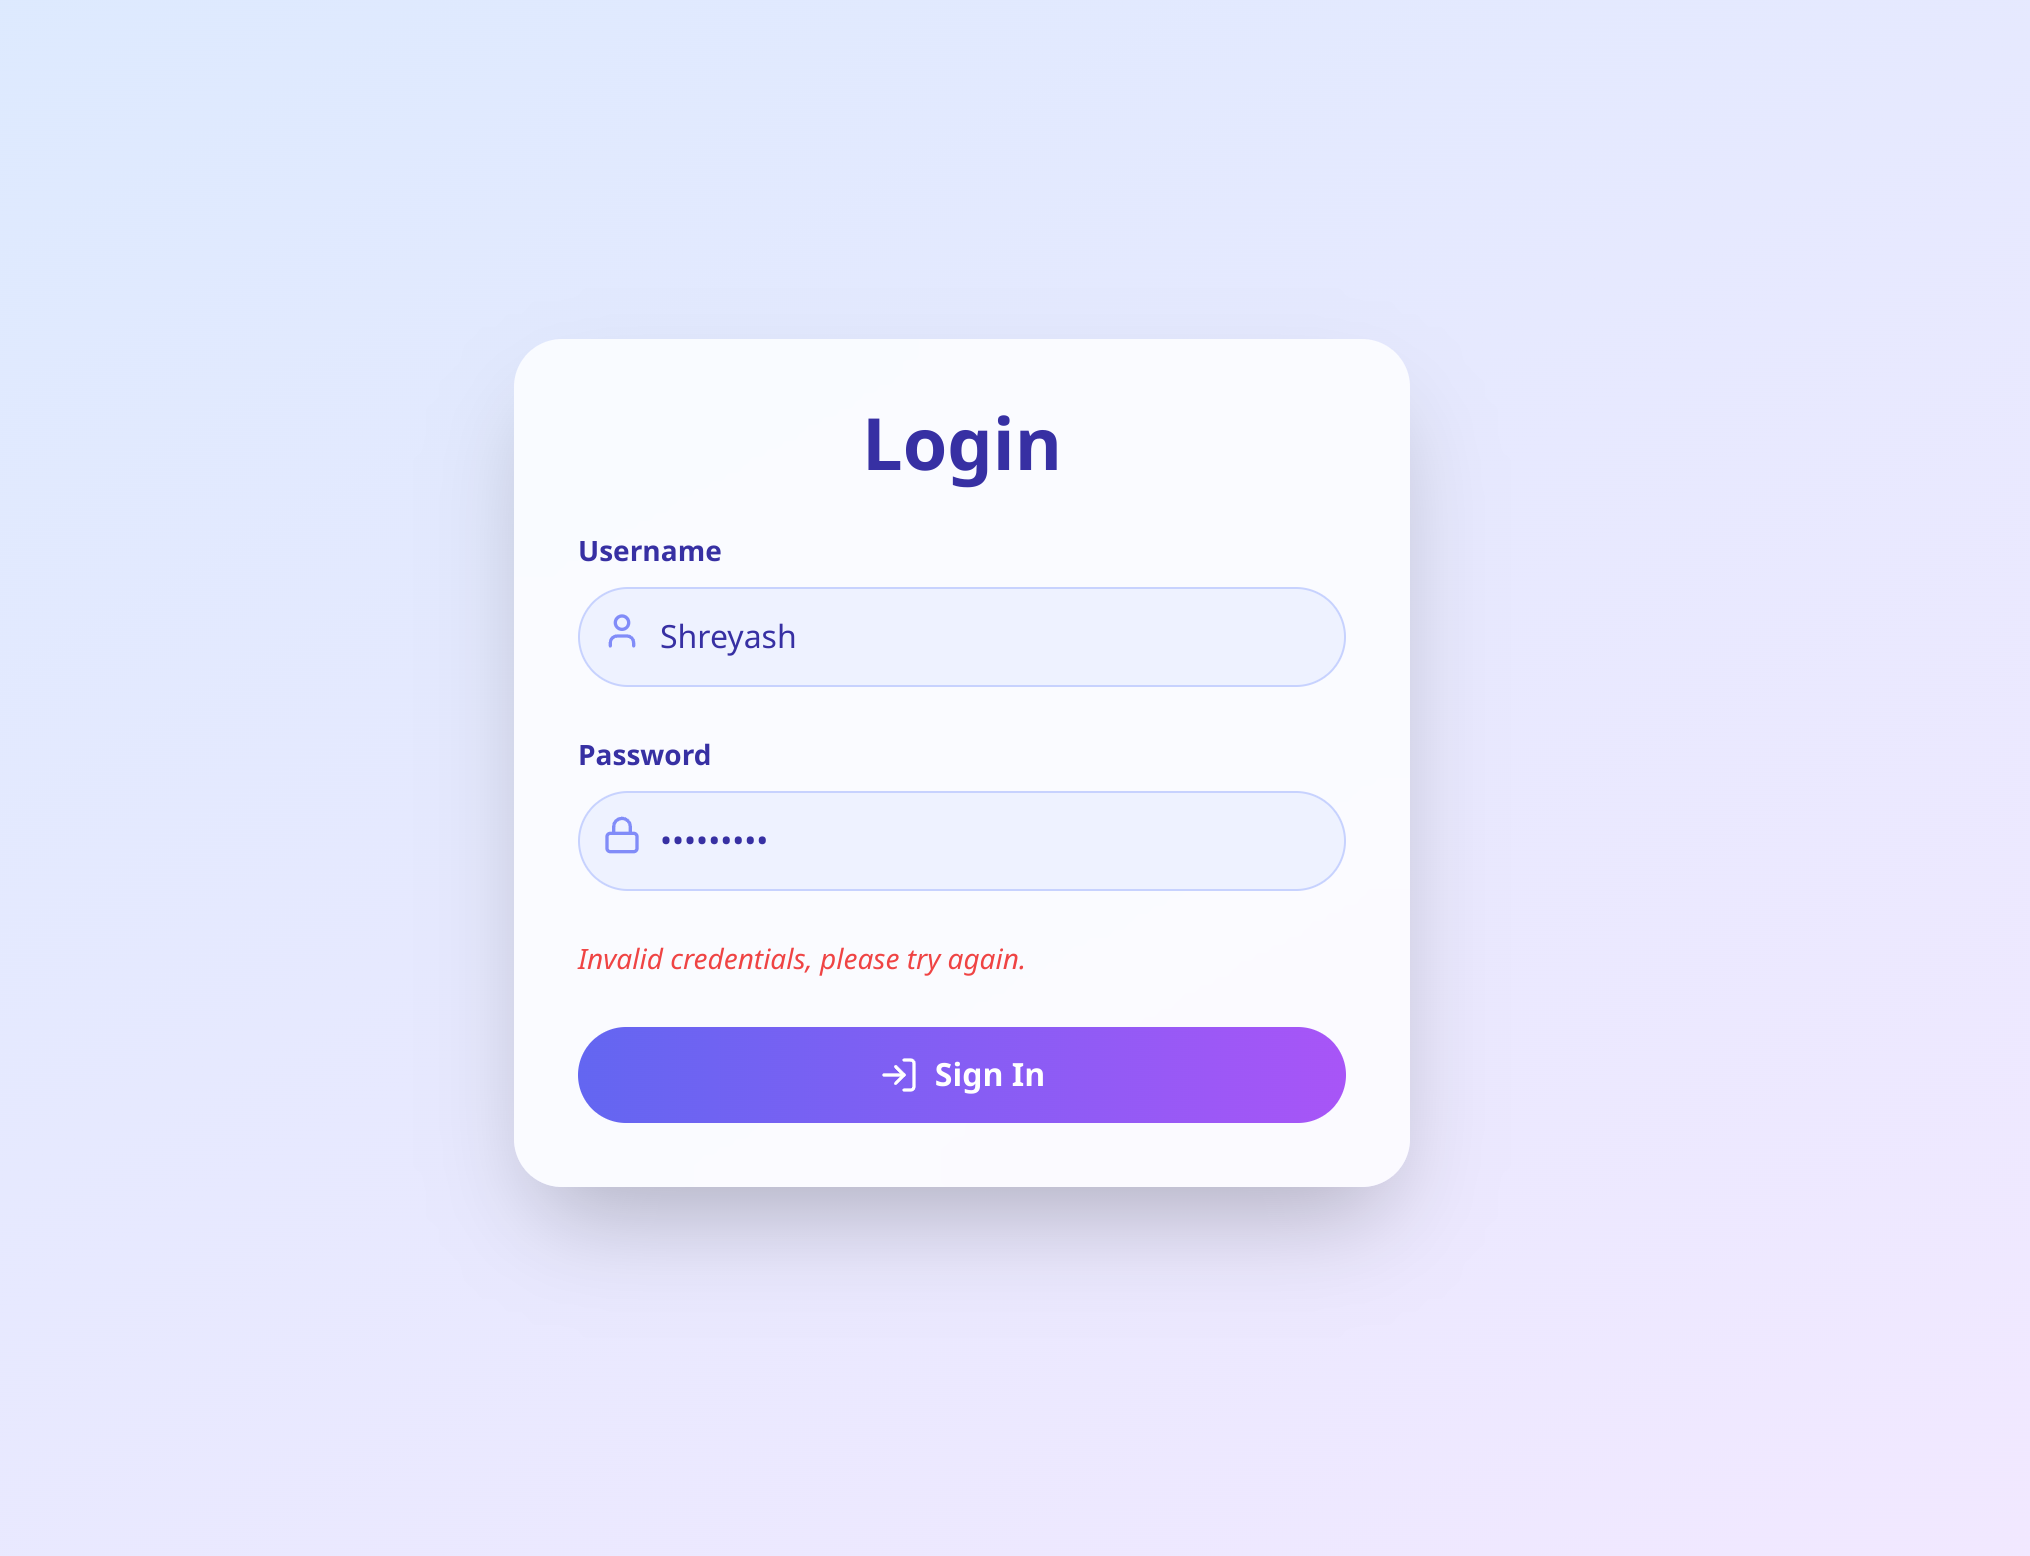 Login
Username
Shreyash
Password
•••••••••
Invalid credentials, please try again.
Sign In